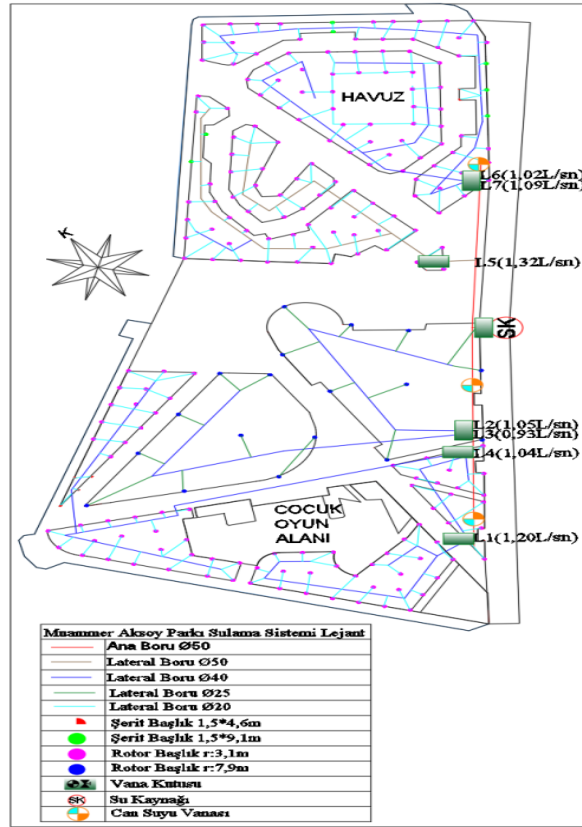 HAVUZ
L6(1,02L/sn)
L7(1,09L/sn)
K
L5(1,32L/sn)
SK
L2(1,05L/sn)
L3(0,93L/sn)
L4(1,04L/sn)
COCUK
OYUN
ALANI
L1(1,20L/sn)
Muammer Aksoy Parkı Sulama Sistemi Lejant
Ana Boru Ø50
Lateral Boru Ø50
Lateral Boru Ø40
Lateral Boru Ø25
Lateral Boru Ø20
Şerit Başlık 1,5*4,6m
Şerit Başlık 1,5*9,1m
Rotor Başlık r:3,1m
Rotor Başlık r:7,9m
Vana Kutusu
SK Su Kaynağı
Can Suyu Vanası